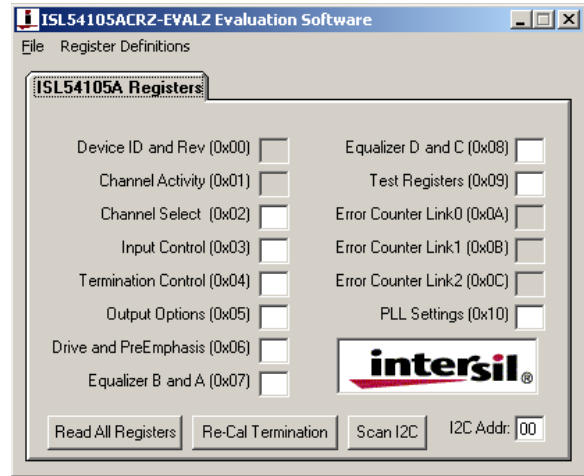 ISL54105ACRZ-EVALZ Evaluation Software
File Register Definitions
ISL54105A Registers
Device ID and Rev (0x00)
Channel Activity (0x01)
Channel Select (0x02)
Input Control (0x03)
Termination Control (0x04)
Output Options (0x05)
Drive and PreEmphasis (0x06)
Equalizer B and A (0x07)
Equalizer D and C (0x08)
Test Registers (0x09)
Error Counter Link0 (0x0A)
Error Counter Link1 (0x0B)
Error Counter Link2 (0x0C)
PLL Settings (0x10)
intersil®
Read All Registers Re-Cal Termination Scan I2C I2C Addr: 00